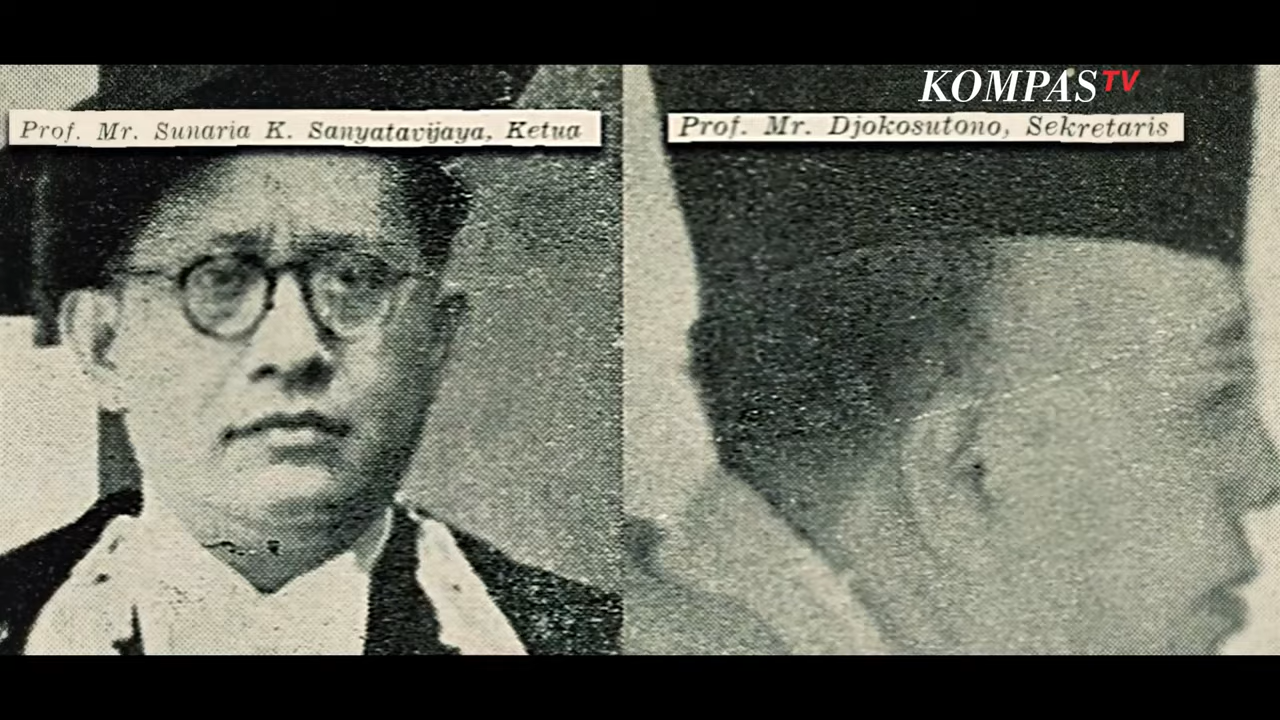 KOMPASTV
Prof. Mr. Sunaria K. Sanyatavijaya, Ketua
Prof. Mr. Djokosutono, Sekretaris